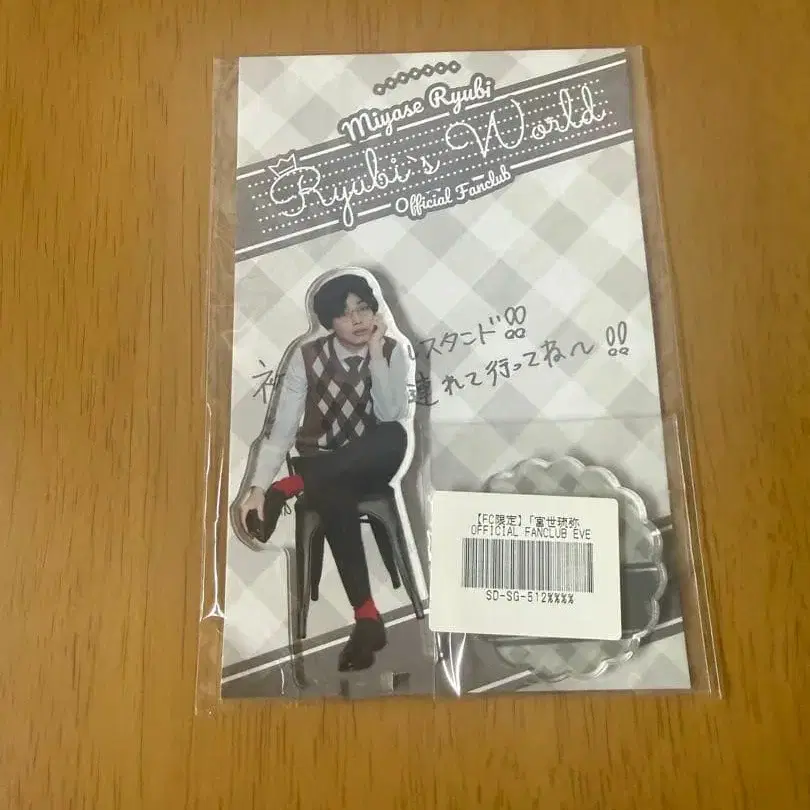 Miyase Ryubi
Ryubi's World
Official Fanclub
スタンド!!
連れて行ってね〜!!
【FC限定】「宮世琉弥
OFFICIAL FANCLUB EVE
SD-SG-512%%%%